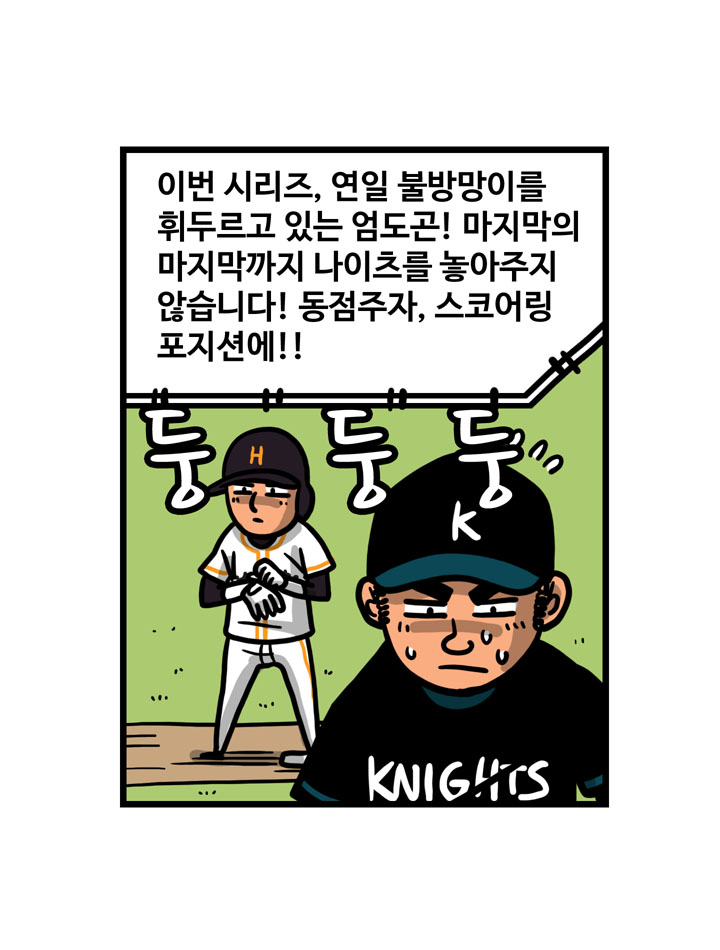 이번 시리즈, 연일 불방망이를
휘두르고 있는 엄도곤! 마지막의
마지막까지 나이츠를 놓아주지
않습니다! 동점주자, 스코어링
포지션에!!
둥 둥 둥
H
K
KNIGHTS